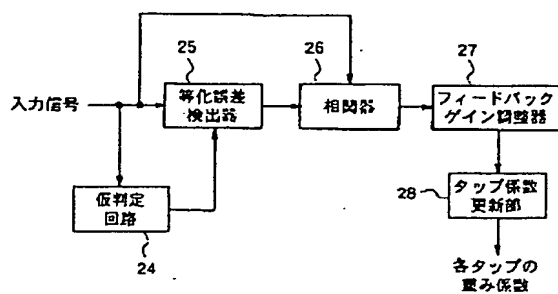 25
26
27
入力信号
等化誤差
検出器
相関器
フィードバック
ゲイン調整器
仮判定
回路
24
28
タップ係数
更新部
各タップの
重み係数